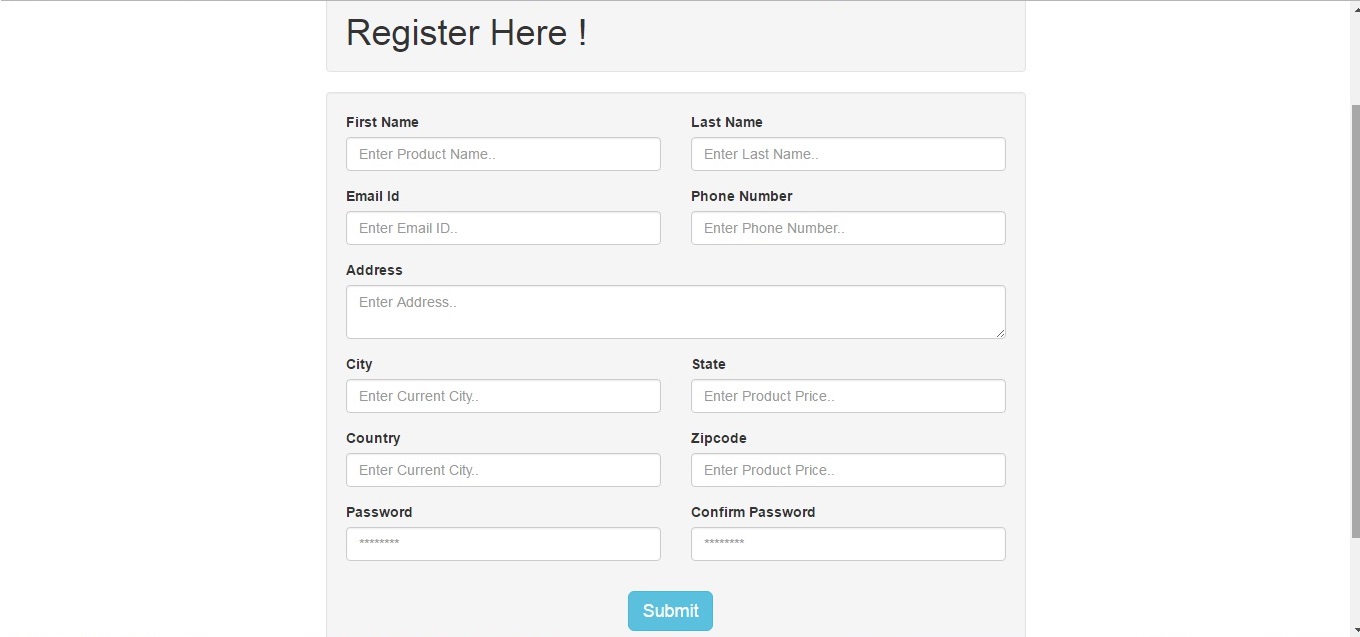 Register Here !
First Name
Last Name
Enter Product Name..
Enter Last Name..
Email Id
Phone Number
Enter Email ID..
Enter Phone Number..
Address
Enter Address..
City
State
Enter Current City..
Enter Product Price..
Country
Zipcode
Enter Current City..
Enter Product Price..
Password
Confirm Password
********
********
Submit